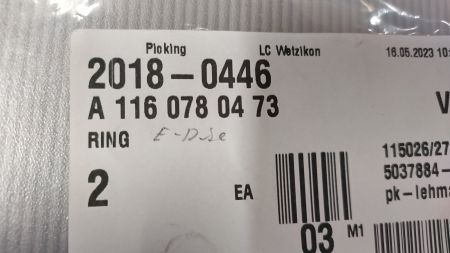 Picking LC Wetzikon 16.05.2023 10:
2018-0446
A 116 078 04 73 V
RING E-Düse
115026/27
2 EA 5037884-
pk-lehma
03 M1